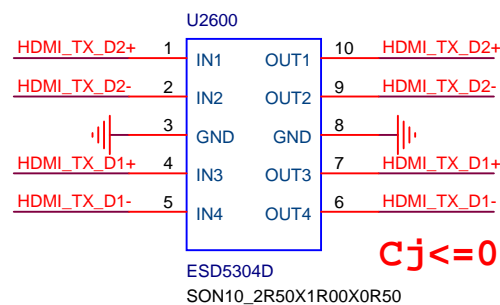 U2600
HDMI_TX_D2+ 1 IN1 OUT1 10 HDMI_TX_D2+
HDMI_TX_D2- 2 IN2 OUT2 9 HDMI_TX_D2-
3 GND GND 8
HDMI_TX_D1+ 4 IN3 OUT3 7 HDMI_TX_D1+
HDMI_TX_D1- 5 IN4 OUT4 6 HDMI_TX_D1-
Cj<=0
ESD5304D
SON10_2R50X1R00X0R50